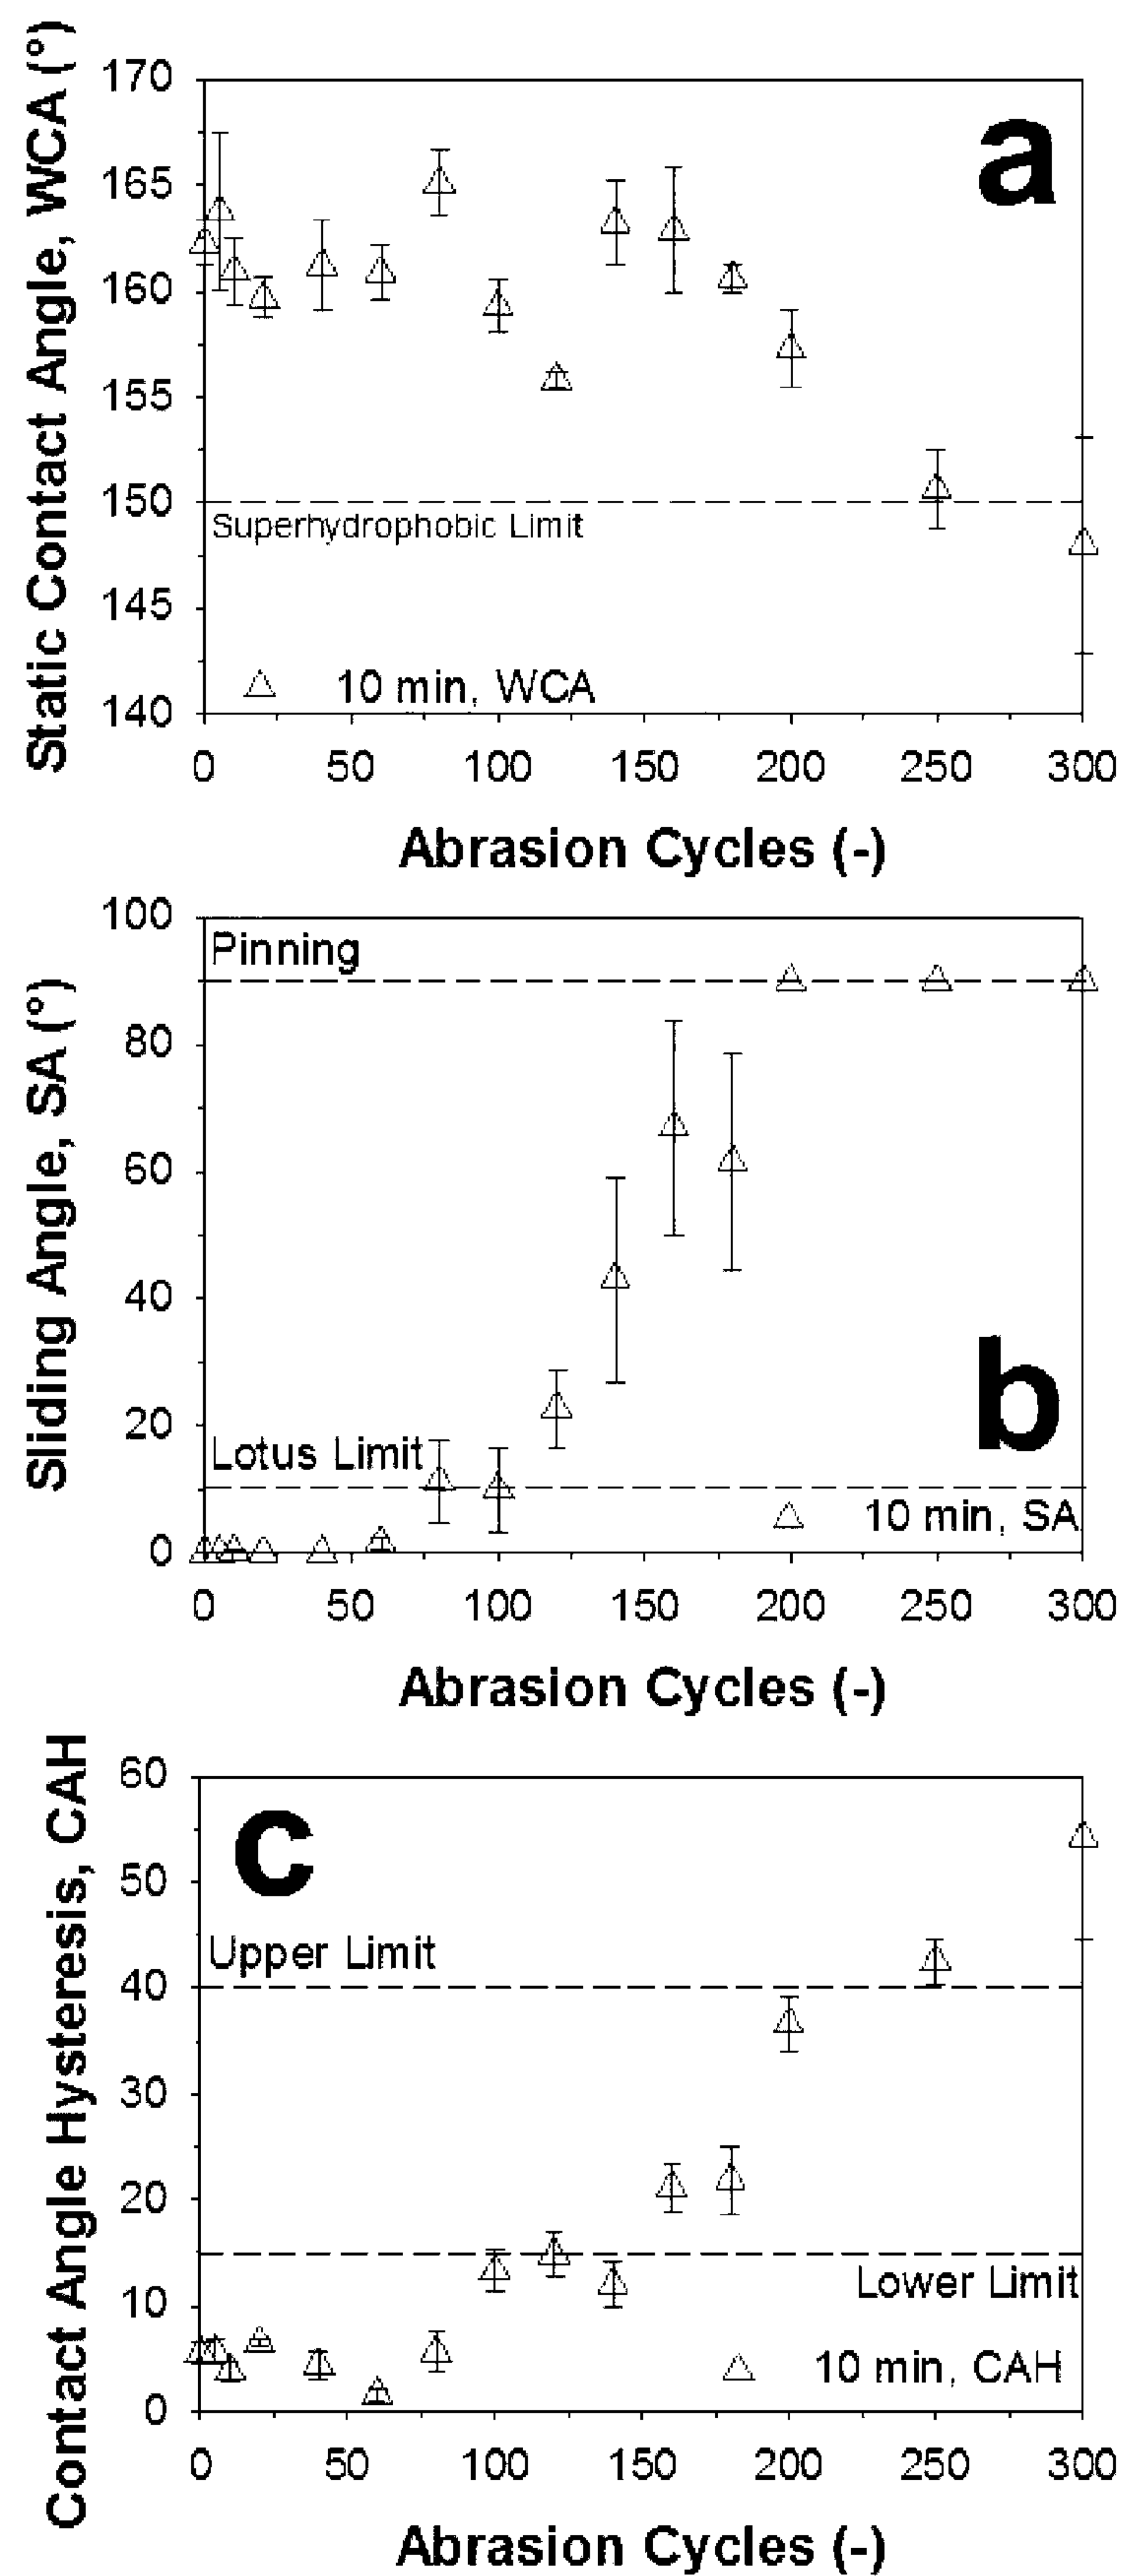 Static Contact Angle, WCA (°)
170
165
160
155
150
145
140
a
Superhydrophobic Limit
10 min, WCA
0 50 100 150 200 250 300
Abrasion Cycles (-)
Sliding Angle, SA (°)
100
80
60
40
20
0
Pinning
b
Lotus Limit
10 min, SA
0 50 100 150 200 250 300
Abrasion Cycles (-)
Contact Angle Hysteresis, CAH
60
50
40
30
20
10
0
c
Upper Limit
Lower Limit
10 min, CAH
0 50 100 150 200 250 300
Abrasion Cycles (-)